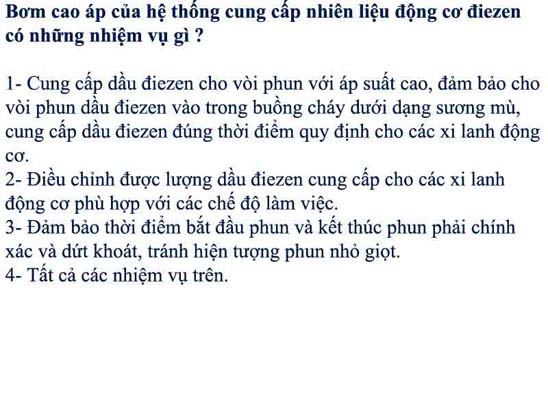 Bơm cao áp của hệ thống cung cấp nhiên liệu động cơ điezen
có những nhiệm vụ gì ?
1- Cung cấp dầu điezen cho vòi phun với áp suất cao, đảm bảo cho
vòi phun dầu điezen vào trong buồng cháy dưới dạng sương mù,
cung cấp dầu điezen đúng thời điểm quy định cho các xi lanh động
cơ.
2- Điều chỉnh được lượng dầu điezen cung cấp cho các xi lanh
động cơ phù hợp với các chế độ làm việc.
3- Đảm bảo thời điểm bắt đầu phun và kết thúc phun phải chính
xác và dứt khoát, tránh hiện tượng phun nhỏ giọt.
4- Tất cả các nhiệm vụ trên.